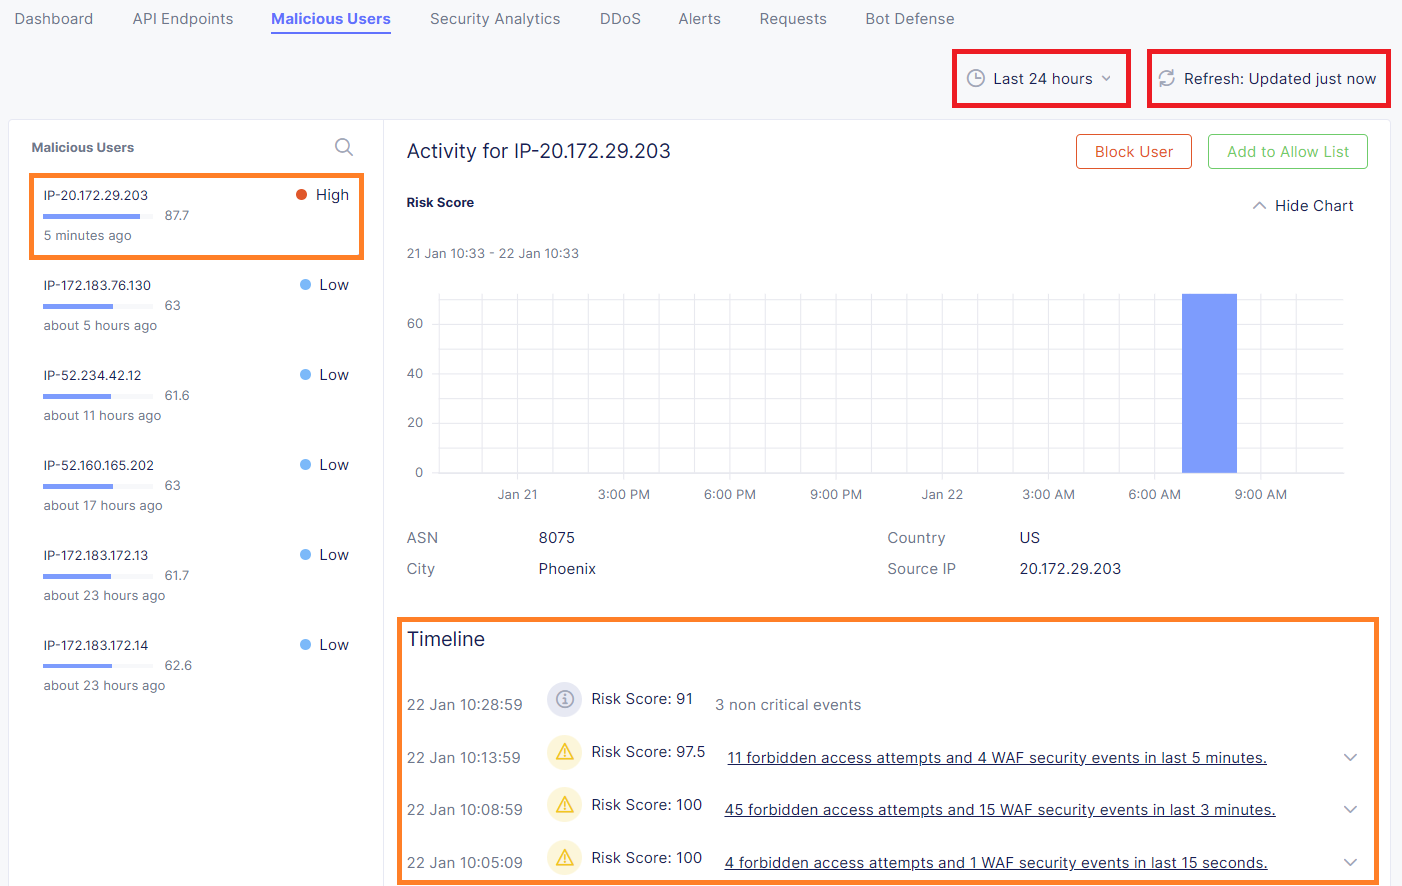 Dashboard API Endpoints Malicious Users Security Analytics DDoS Alerts Requests Bot Defense
Last 24 hours Refresh: Updated just now
Malicious Users
IP-20.172.29.203 High
87.7
5 minutes ago
IP-172.183.76.130 Low
63
about 5 hours ago
IP-52.234.42.12 Low
61.6
about 11 hours ago
IP-52.160.165.202 Low
63
about 17 hours ago
IP-172.183.172.13 Low
61.7
about 23 hours ago
IP-172.183.172.14 Low
62.6
about 23 hours ago
Activity for IP-20.172.29.203 Block User Add to Allow List
Risk Score Hide Chart
21 Jan 10:33 - 22 Jan 10:33
60
40
20
0
Jan 21 3:00 PM 6:00 PM 9:00 PM Jan 22 3:00 AM 6:00 AM 9:00 AM
ASN 8075 Country US
City Phoenix Source IP 20.172.29.203
Timeline
22 Jan 10:28:59 Risk Score: 91 3 non critical events
22 Jan 10:13:59 Risk Score: 97.5 11 forbidden access attempts and 4 WAF security events in last 5 minutes.
22 Jan 10:08:59 Risk Score: 100 45 forbidden access attempts and 15 WAF security events in last 3 minutes.
22 Jan 10:05:09 Risk Score: 100 4 forbidden access attempts and 1 WAF security events in last 15 seconds.